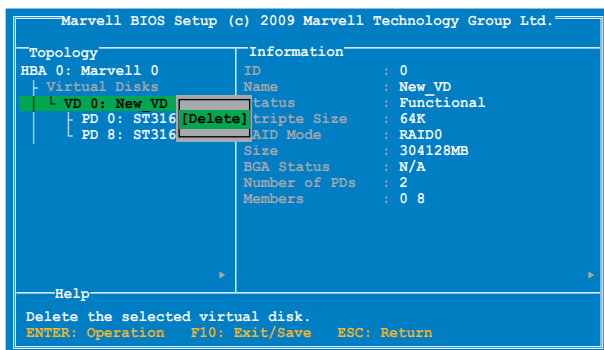 Marvell BIOS Setup (c) 2009 Marvell Technology Group Ltd.
Topology
HBA 0: Marvell 0
Virtual Disks
VD 0: New_VD
PD 0: ST316
PD 8: ST316
[Delete]
Information
ID : 0
Name : New_VD
tatus : Functional
tripte Size : 64K
AID Mode : RAID0
Size : 304128MB
BGA Status : N/A
Number of PDs : 2
Members : 0 8
Help
Delete the selected virtual disk.
ENTER: Operation F10: Exit/Save ESC: Return